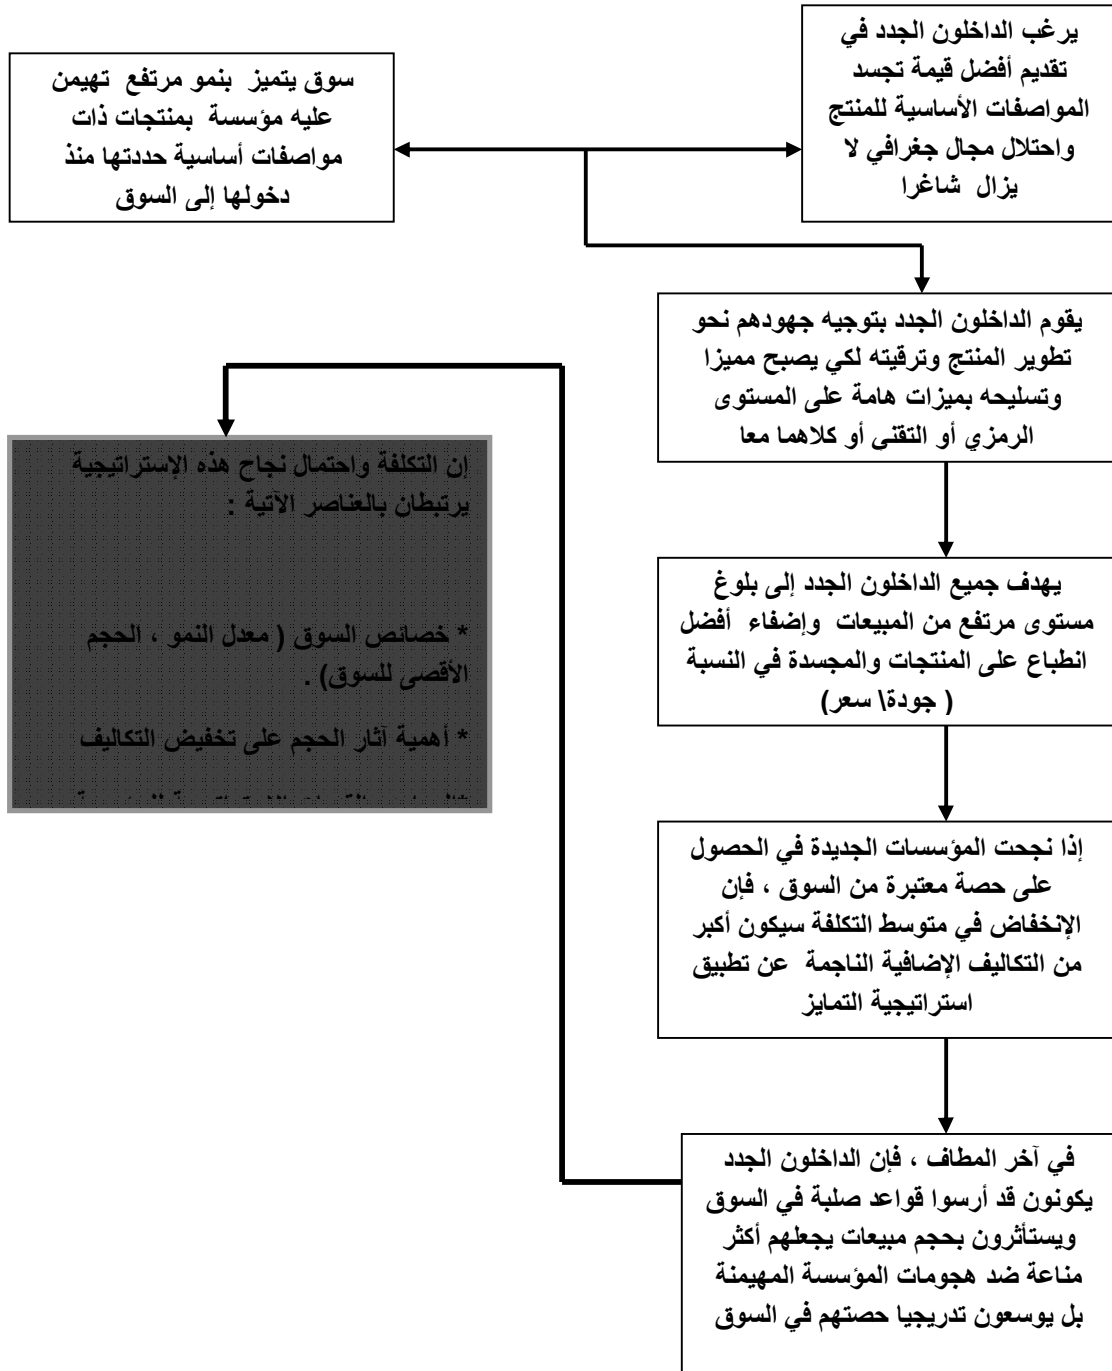 يرغب الداخلون الجدد في
تقديم أفضل قيمة تجسد
المواصفات الأساسية للمنتج
واحتلال مجال جغرافي لا
يزال شاغرا
سوق يتميز بنمو مرتفع تهيمن
عليه مؤسسة بمنتجات ذات
مواصفات أساسية حددتها منذ
دخولها إلى السوق
يقوم الداخلون الجدد بتوجيه جهودهم نحو
تطوير المنتج وترقيته لكي يصبح مميزا
وتسليحه بميزات هامة على المستوى
الرمزي أو التقني أو كلاهما معا
يهدف جميع الداخلون الجدد إلى بلوغ
مستوى مرتفع من المبيعات وإضفاء أفضل
انطباع على المنتجات والمجسدة في النسبة
( جودة\ سعر)
إذا نجحت المؤسسات الجديدة في الحصول
على حصة معتبرة من السوق ، فإن
الإنخفاض في متوسط التكلفة سيكون أكبر
من التكاليف الإضافية الناجمة عن تطبيق
استراتيجية التمايز
في آخر المطاف ، فإن الداخلون الجدد
يكونون قد أرسوا قواعد صلبة في السوق
ويستأثرون بحجم مبيعات يجعلهم أكثر
مناعة ضد هجومات المؤسسة المهيمنة
بل يوسعون تدريجيا حصتهم في السوق
إن التكلفة واحتمال نجاح هذه الإستراتيجية
يرتبطان بالعناصر الآتية :
* خصائص السوق ( معدل النمو ، الحجم
الأقصى للسوق) .
* أهمية آثار الحجم على تخفيض التكاليف